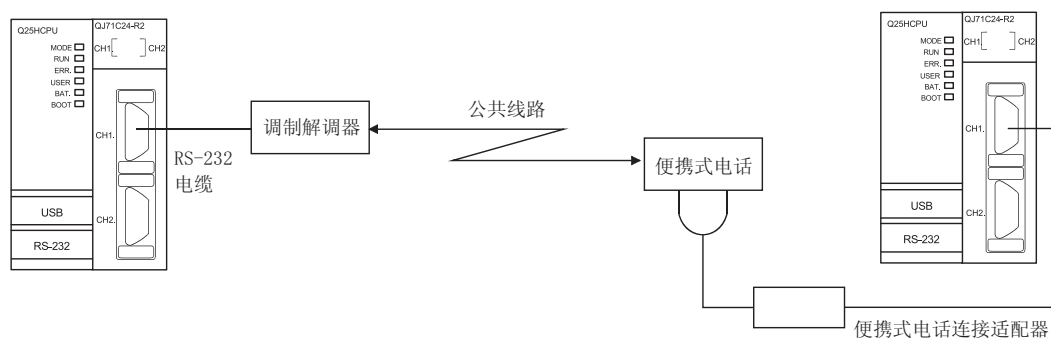 Q25HCPU
MODE
RUN
ERR.
USER
BAT.
BOOT
USB
RS-232
QJ71C24-R2
CH1.
CH2
CH1.
CH2.
RS-232
电缆
调制解调器
公共线路
便携式电话
便携式电话连接适配器
Q25HCPU
MODE
RUN
ERR.
USER
BAT.
BOOT
USB
RS-232
QJ71C24-R2
CH1.
CH2
CH1.
CH2.